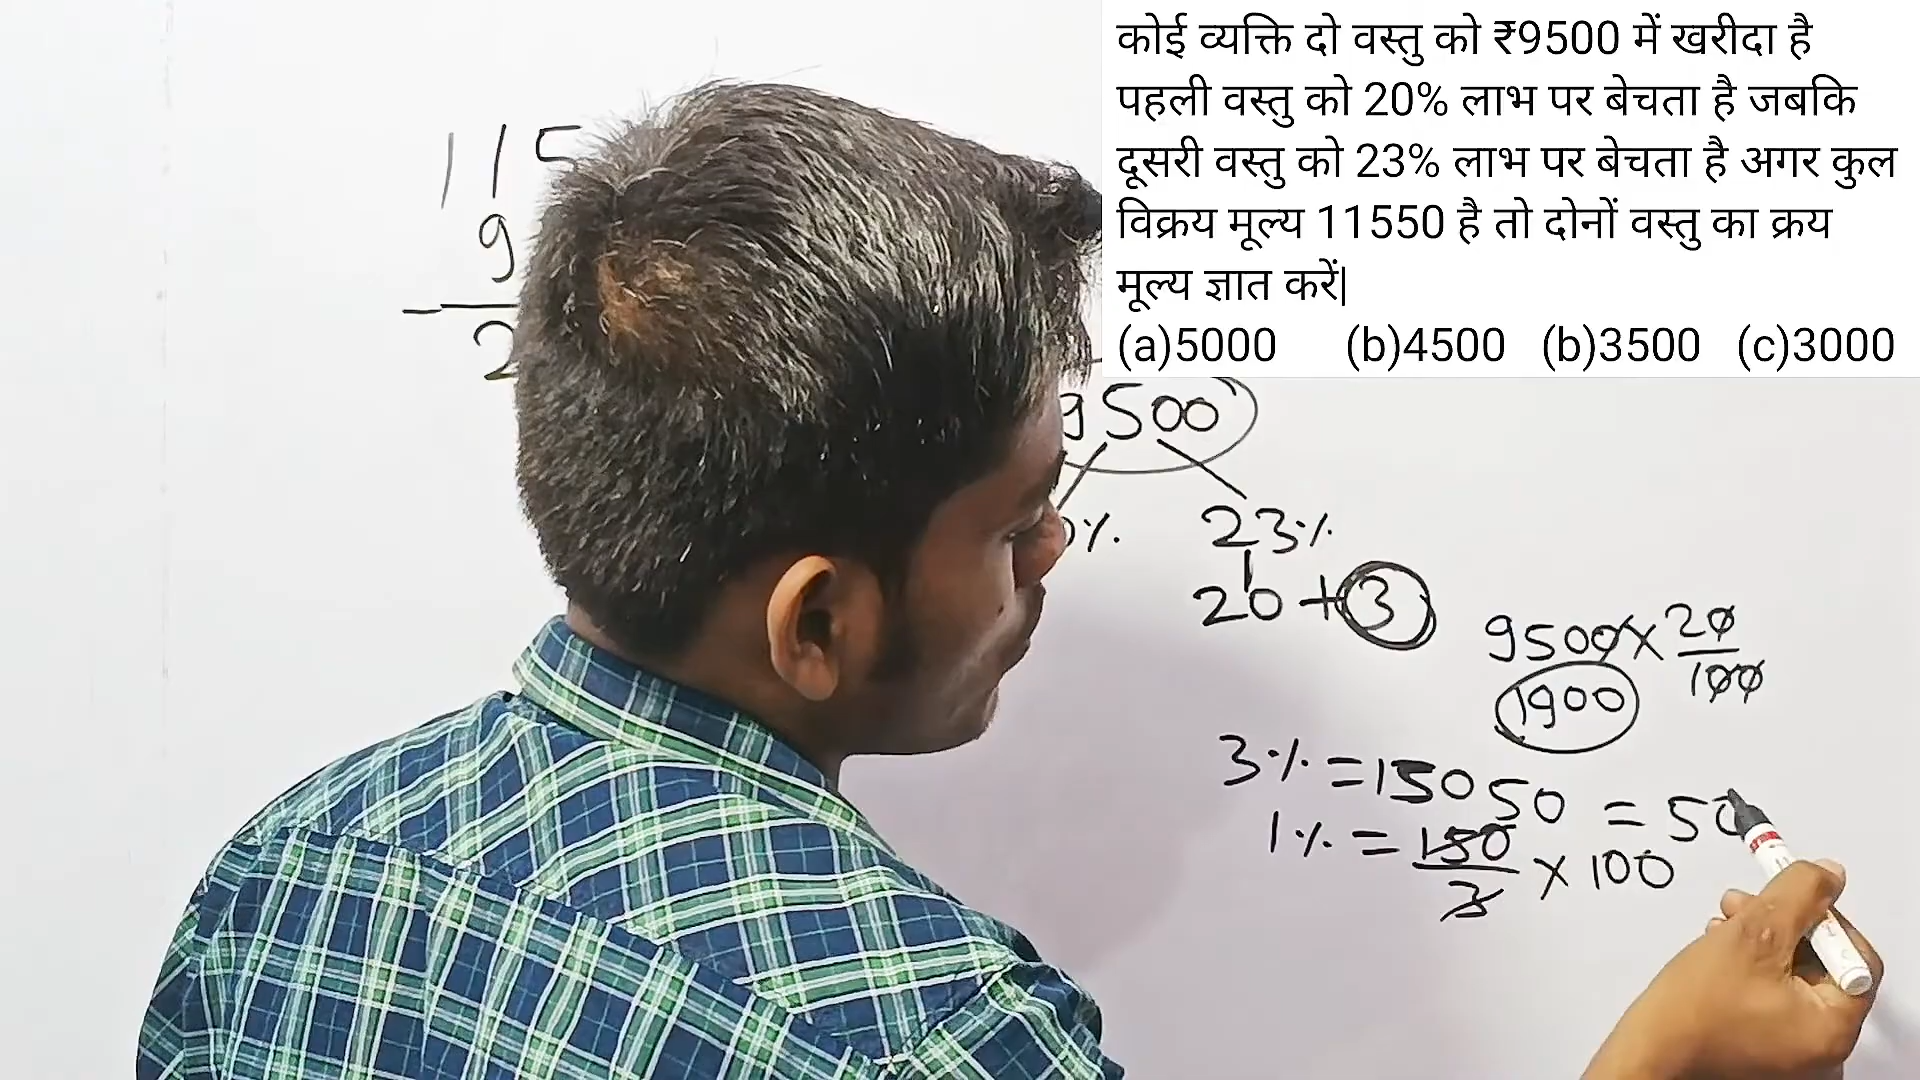 कोई व्यक्ति दो वस्तु को ₹9500 में खरीदा है
पहली वस्तु को 20% लाभ पर बेचता है जबकि
दूसरी वस्तु को 23% लाभ पर बेचता है अगर कुल
विक्रय मूल्य 11550 है तो दोनों वस्तु का क्रय
मूल्य ज्ञात करें|
(a)5000 (b)4500 (b)3500 (c)3000
115
9
2
9500
% 23%
20 + 3
9500 × 20
100
1900
3% = 150
50 = 50
1% = 150
3 × 100